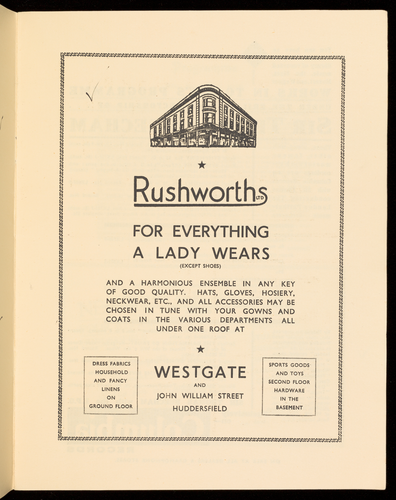 Rushworths LTD
FOR EVERYTHING
A LADY WEARS
(EXCEPT SHOES)
AND A HARMONIOUS ENSEMBLE IN ANY KEY
OF GOOD QUALITY. HATS, GLOVES, HOSIERY,
NECKWEAR, ETC., AND ALL ACCESSORIES MAY BE
CHOSEN IN TUNE WITH YOUR GOWNS AND
COATS IN THE VARIOUS DEPARTMENTS ALL
UNDER ONE ROOF AT
DRESS FABRICS
HOUSEHOLD
AND FANCY
LINENS
ON
GROUND FLOOR
WESTGATE
AND
JOHN WILLIAM STREET
HUDDERSFIELD
SPORTS GOODS
AND TOYS
SECOND FLOOR
HARDWARE
IN THE
BASEMENT